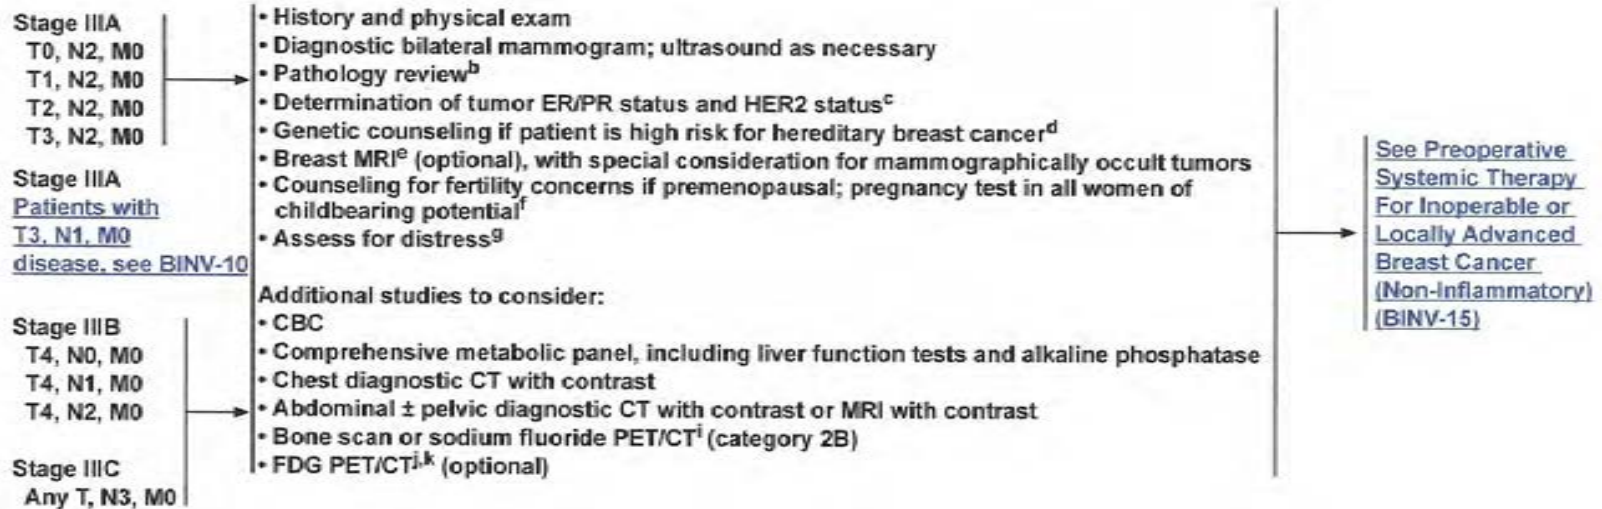 Stage IIIA
T0, N2, M0
T1, N2, M0
T2, N2, M0
T3, N2, M0
Stage IIIA
Patients with
T3, N1, M0
disease, see BINV-10
Stage IIIB
T4, N0, M0
T4, N1, M0
T4, N2, M0
Stage IIIC
Any T, N3, M0
• History and physical exam
• Diagnostic bilateral mammogram; ultrasound as necessary
• Pathology reviewᵇ
• Determination of tumor ER/PR status and HER2 statusᶜ
• Genetic counseling if patient is high risk for hereditary breast cancerᵈ
• Breast MRIᵉ (optional), with special consideration for mammographically occult tumors
• Counseling for fertility concerns if premenopausal; pregnancy test in all women of
childbearing potentialᶠ
• Assess for distressᵍ
Additional studies to consider:
• CBC
• Comprehensive metabolic panel, including liver function tests and alkaline phosphatase
• Chest diagnostic CT with contrast
• Abdominal ± pelvic diagnostic CT with contrast or MRI with contrast
• Bone scan or sodium fluoride PET/CTⁱ (category 2B)
• FDG PET/CTʲ,ᵏ (optional)
See Preoperative
Systemic Therapy
For Inoperable or
Locally Advanced
Breast Cancer
(Non-Inflammatory)
(BINV-15)